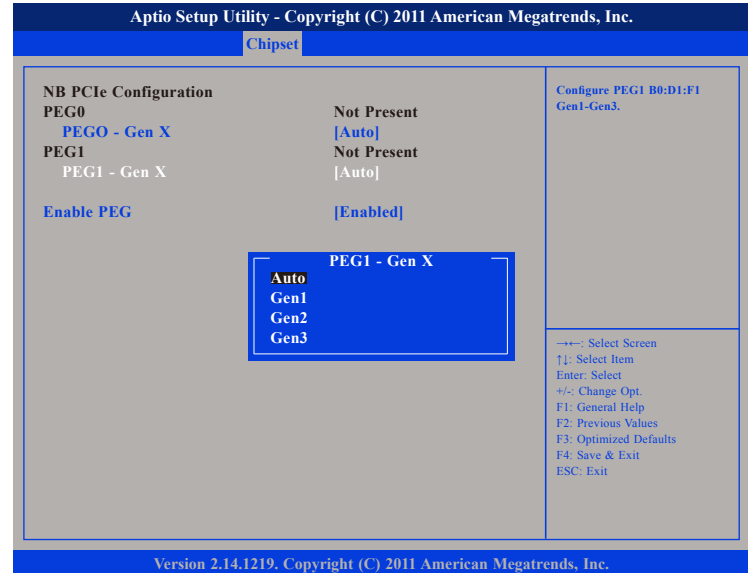 Aptio Setup Utility - Copyright (C) 2011 American Megatrends, Inc.
Chipset
NB PCIe Configuration
PEG0 Not Present
PEGO - Gen X [Auto]
PEG1 Not Present
PEG1 - Gen X [Auto]
Enable PEG [Enabled]
PEG1 - Gen X
Auto
Gen1
Gen2
Gen3
Configure PEG1 B0:D1:F1
Gen1-Gen3.
→←: Select Screen
↑↓: Select Item
Enter: Select
+/-: Change Opt.
F1: General Help
F2: Previous Values
F3: Optimized Defaults
F4: Save & Exit
ESC: Exit
Version 2.14.1219. Copyright (C) 2011 American Megatrends, Inc.